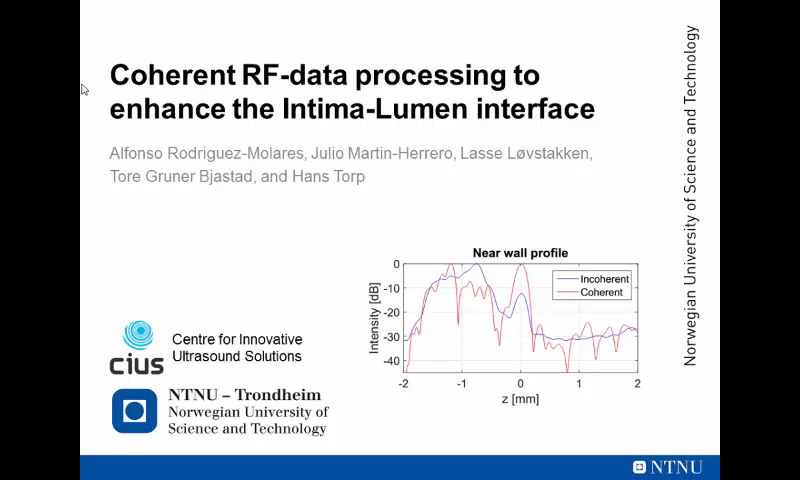 Coherent RF-data processing to
enhance the Intima-Lumen interface
Alfonso Rodriguez-Molares, Julio Martin-Herrero, Lasse Løvstakken,
Tore Gruner Bjastad, and Hans Torp
Norwegian University of Science and Technology
Near wall profile
Incoherent
Coherent
Intensity [dB]
0
-10
-20
-30
-40
-2
-1
0
1
2
z [mm]
cius
Centre for Innovative
Ultrasound Solutions
NTNU – Trondheim
Norwegian University of
Science and Technology
NTNU